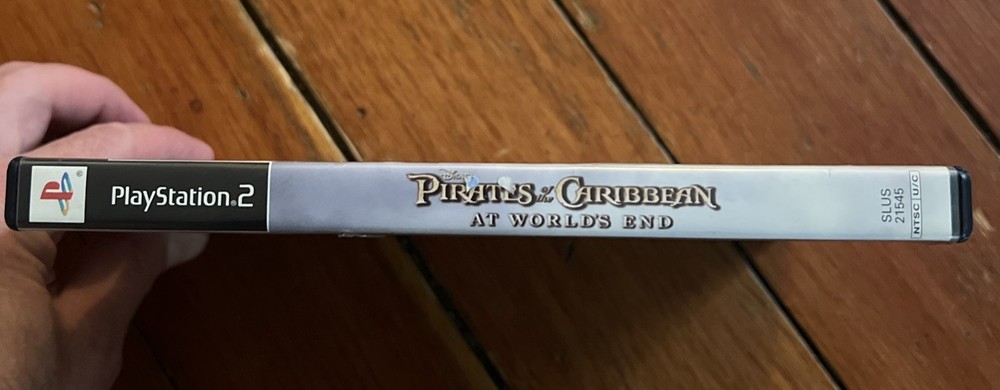 PlayStation®2
Disney
PIRATES of the CARIBBEAN
AT WORLD'S END
SLUS
21545
NTSC U/C